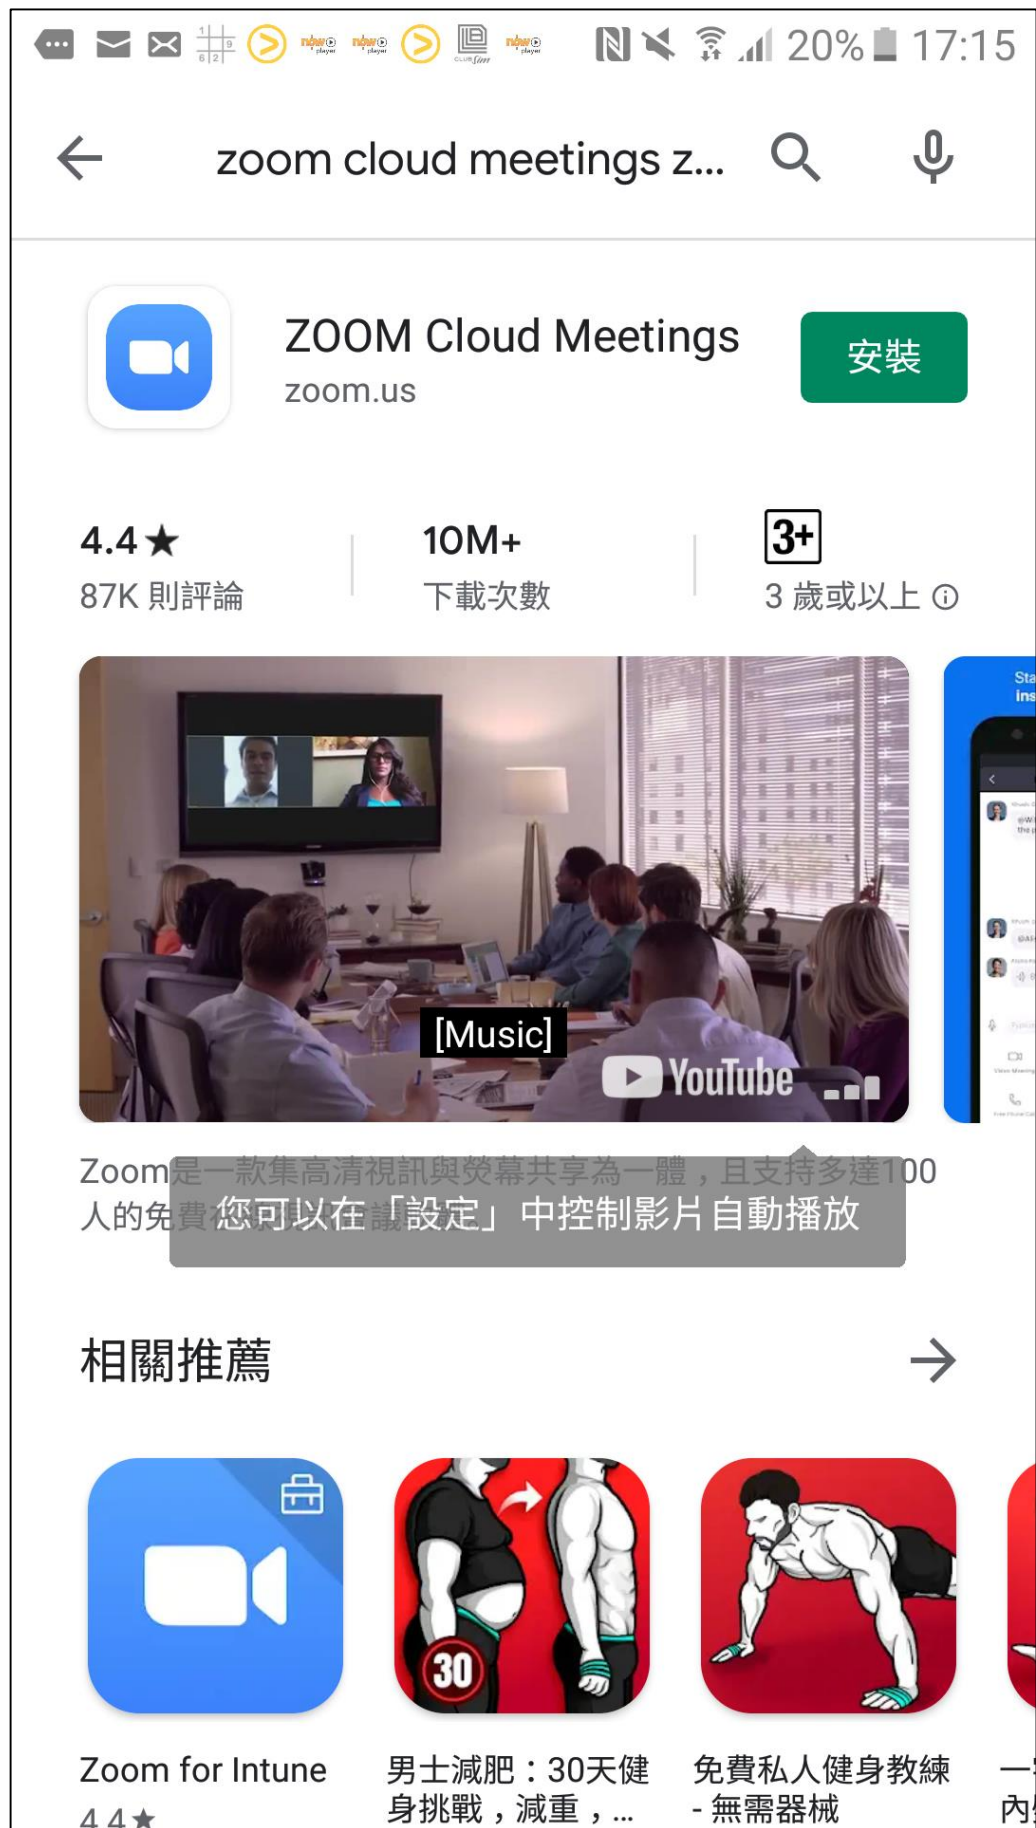 20% 17:15
zoom cloud meetings z...
ZOOM Cloud Meetings
zoom.us
安裝
4.4★
87K 則評論
10M+
下載次數
3+
3 歲或以上
[Music]
YouTube
Zoom是一款集高清視訊與熒幕共享為一體，且支持多達100
人的免費
您可以在「設定」中控制影片自動播放
相關推薦
30
Zoom for Intune
4.4★
男士減肥：30天健
身挑戰，減重，...
免費私人健身教練
- 無需器械